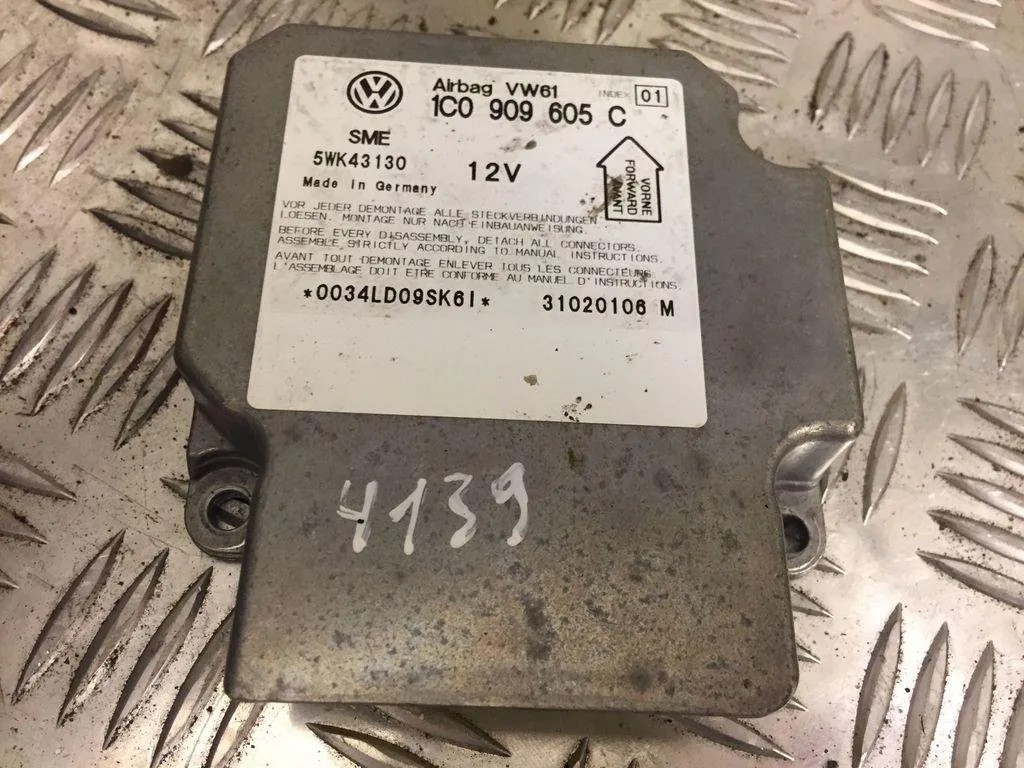 VW
Airbag VW61
INDEX 01
1C0 909 605 C
SME
5WK43130
12V
Made in Germany
VORNE
FORWARD
AVANT
VOR JEDER DEMONTAGE ALLE STECKVERBINDUNGEN
LOESEN. MONTAGE NUR NACH EINBAUANWEISUNG.
BEFORE EVERY DISASSEMBLY, DETACH ALL CONNECTORS.
ASSEMBLE STRICTLY ACCORDING TO MANUAL INSTRUCTIONS.
AVANT TOUT DEMONTAGE ENLEVER TOUS LES CONNECTEURS.
L'ASSEMBLAGE DOIT ETRE CONFORME AU MANUEL D'INSTRUCTIONS.
*0034LD09SK6I*
31020106 M
4139